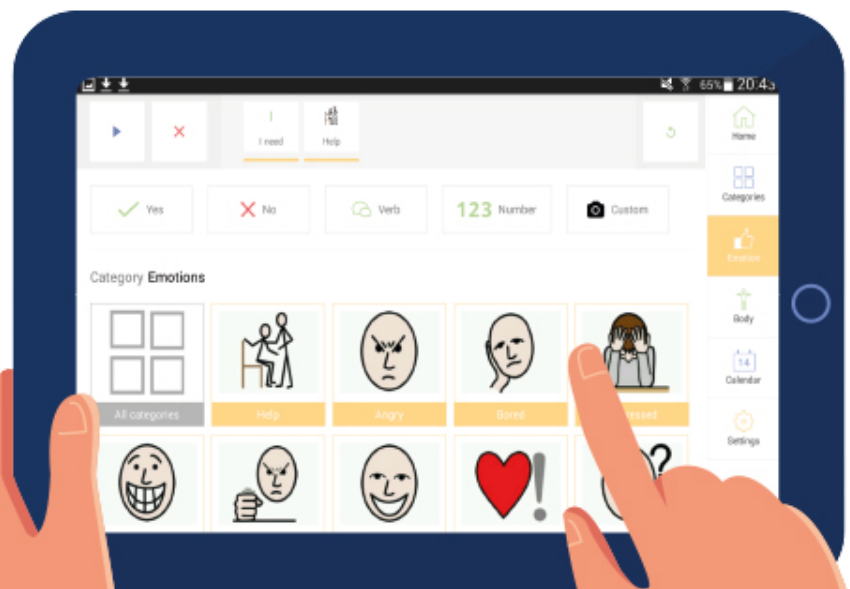 65% 20:43
I need
Help
Home
Categories
Yes
No
Verb
123 Number
Custom
Emotion
Category Emotions
Body
14
Calendar
All categories
Help
Angry
Bored
Settings